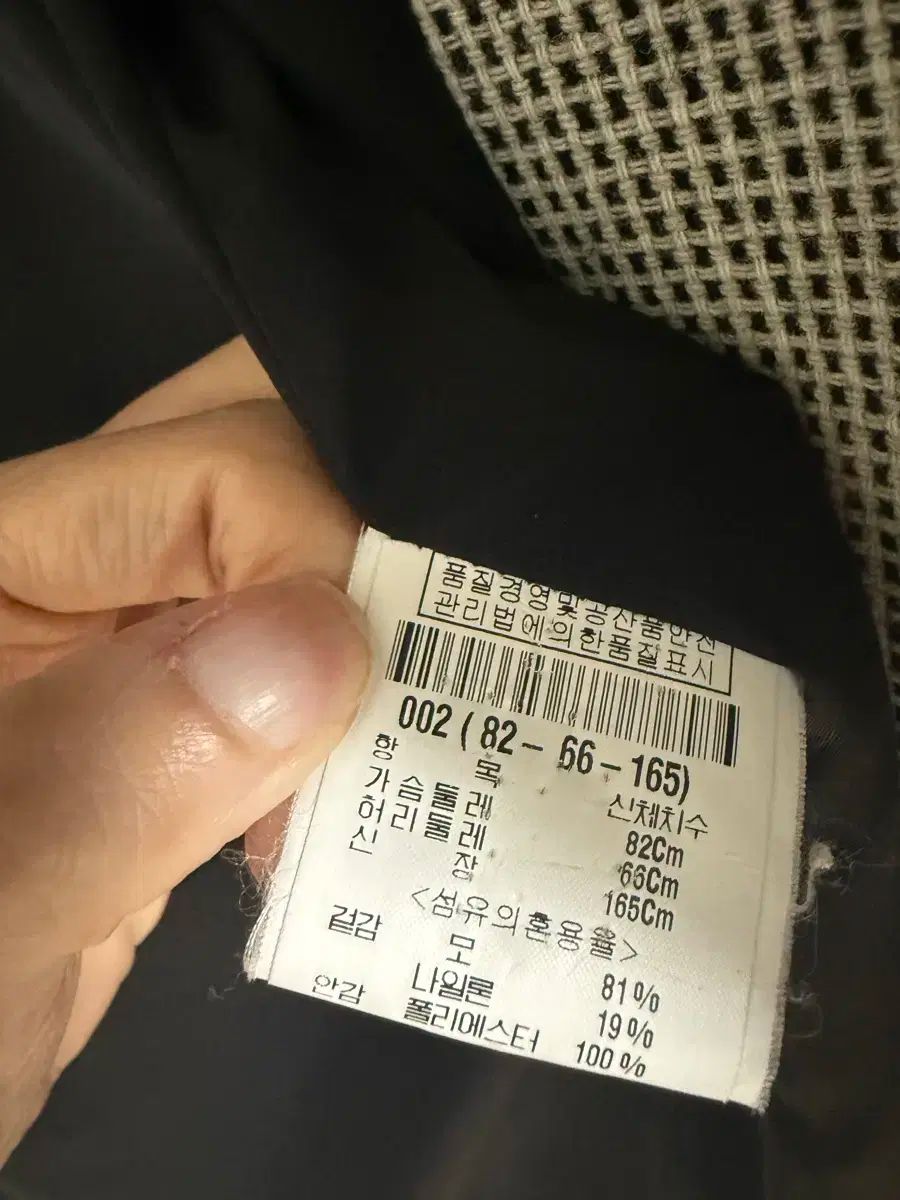 품질경영및공산품안전
관리법에의한품질표시
002 ( 82 - 66 - 165)
항 목 신체치수
가슴둘레 82Cm
허리둘레 66Cm
신 장 165Cm
<섬유의혼용율>
겉감 모 81%
나일론 19%
안감 폴리에스터 100%